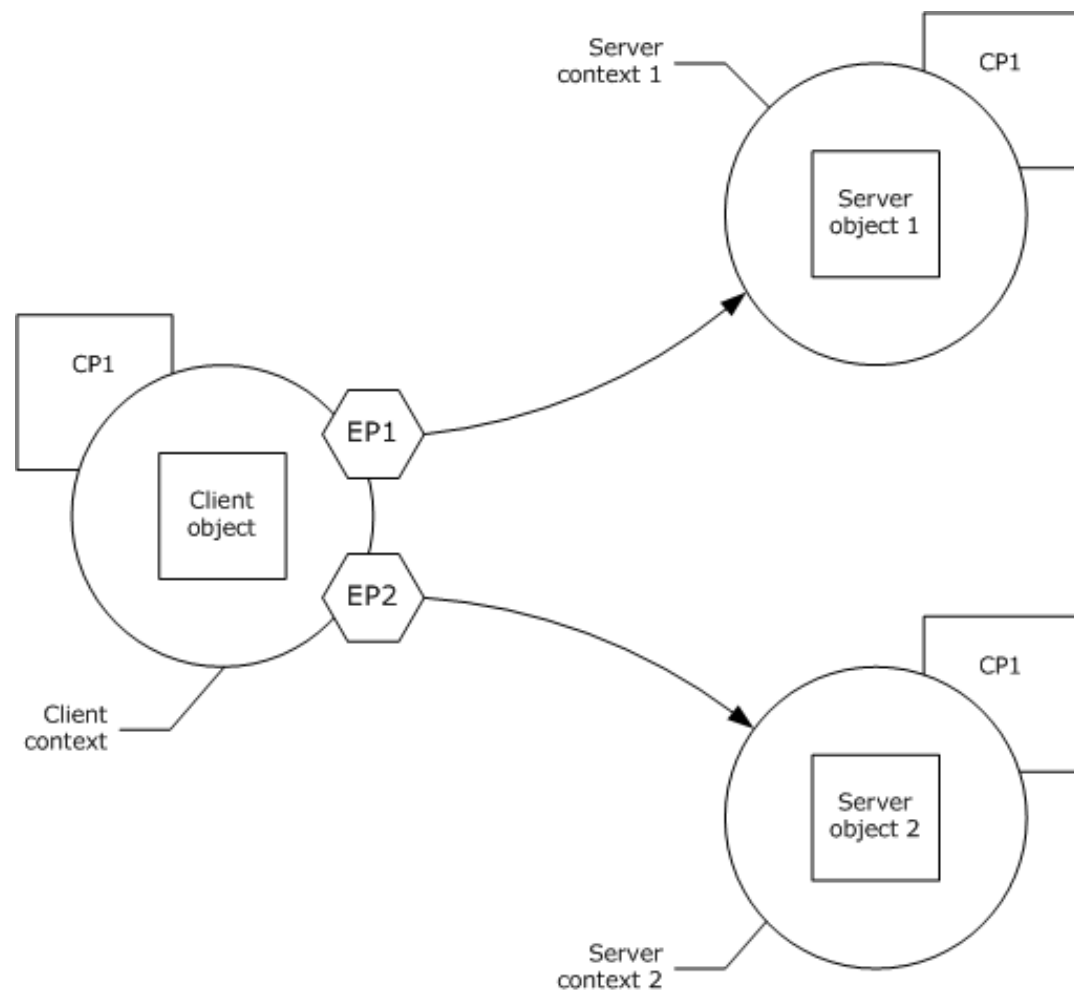 Server
context 1
CP1
Server
object 1
CP1
EP1
Client
object
EP2
Client
context
CP1
Server
object 2
Server
context 2